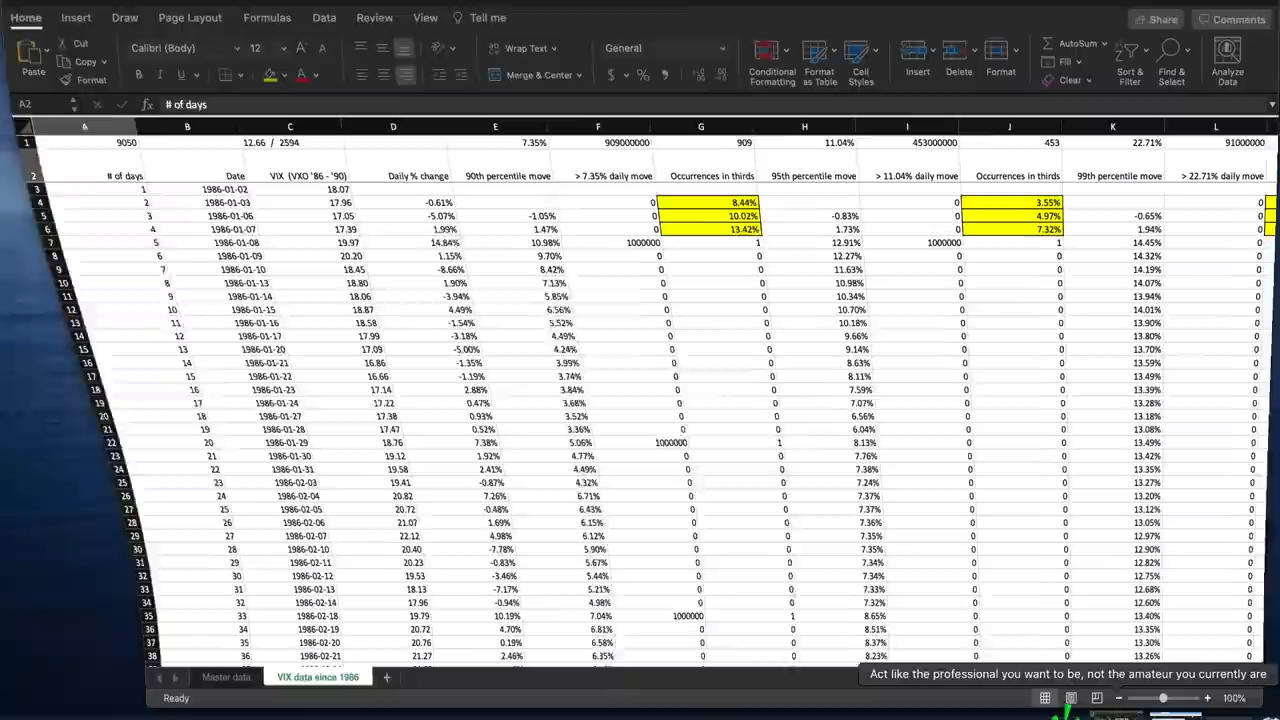 Home Insert Draw Page Layout Formulas Data Review View Tell me Share Comments
Cut Calibri (Body) 12 Wrap Text General AutoSum
Copy Fill
Paste Format Merge & Center Conditional Formatting Format as Table Cell Styles Insert Delete Format Clear Sort & Filter Find & Select Analyze Data
A2 fx # of days
A B C D E F G H I J K L
1 9050 12.66 / 2594 7.35% 909000000 909 11.04% 453000000 453 22.71% 91000000
2 # of days Date VIX (VXO '86 - '90) Daily % change 90th percentile move > 7.35% daily move Occurrences in thirds 95th percentile move > 11.04% daily move Occurrences in thirds 99th percentile move > 22.71% daily move
3 1 1986-01-02 18.07
4 2 1986-01-03 17.96 -0.61% 0 8.44% 0 3.55% 0
5 3 1986-01-06 17.05 -5.07% -1.05% 0 10.02% -0.83% 0 4.97% -0.65% 0
6 4 1986-01-07 17.39 1.99% 1.47% 0 13.42% 1.73% 0 7.32% 1.94% 0
7 5 1986-01-08 19.97 14.84% 10.98% 1000000 1 12.91% 1000000 1 14.45% 0
8 6 1986-01-09 20.20 1.15% 9.70% 0 0 12.27% 0 0 14.32% 0
9 7 1986-01-10 18.45 -8.66% 8.42% 0 0 11.63% 0 0 14.19% 0
10 8 1986-01-13 18.80 1.90% 7.13% 0 0 10.98% 0 0 14.07% 0
11 9 1986-01-14 18.06 -3.94% 5.85% 0 0 10.34% 0 0 13.94% 0
12 10 1986-01-15 18.87 4.49% 6.56% 0 0 10.70% 0 0 14.01% 0
13 11 1986-01-16 18.58 -1.54% 5.52% 0 0 10.18% 0 0 13.90% 0
14 12 1986-01-17 17.99 -3.18% 4.49% 0 0 9.66% 0 0 13.80% 0
15 13 1986-01-20 17.09 -5.00% 4.24% 0 0 9.14% 0 0 13.70% 0
16 14 1986-01-21 16.86 -1.35% 3.99% 0 0 8.63% 0 0 13.59% 0
17 15 1986-01-22 16.66 -1.19% 3.74% 0 0 8.11% 0 0 13.49% 0
18 16 1986-01-23 17.14 2.88% 3.84% 0 0 7.59% 0 0 13.39% 0
19 17 1986-01-24 17.22 0.47% 3.68% 0 0 7.07% 0 0 13.28% 0
20 18 1986-01-27 17.38 0.93% 3.52% 0 0 6.56% 0 0 13.18% 0
21 19 1986-01-28 17.47 0.52% 3.36% 0 0 6.04% 0 0 13.08% 0
22 20 1986-01-29 18.76 7.38% 5.06% 1000000 1 8.13% 0 0 13.49% 0
23 21 1986-01-30 19.12 1.92% 4.77% 0 0 7.76% 0 0 13.42% 0
24 22 1986-01-31 19.58 2.41% 4.49% 0 0 7.38% 0 0 13.35% 0
25 23 1986-02-03 19.41 -0.87% 4.32% 0 0 7.24% 0 0 13.27% 0
26 24 1986-02-04 20.82 7.26% 6.71% 0 0 7.37% 0 0 13.20% 0
27 25 1986-02-05 20.72 -0.48% 6.43% 0 0 7.37% 0 0 13.12% 0
28 26 1986-02-06 21.07 1.69% 6.15% 0 0 7.36% 0 0 13.05% 0
29 27 1986-02-07 22.12 4.98% 6.12% 0 0 7.35% 0 0 12.97% 0
30 28 1986-02-10 20.40 -7.78% 5.90% 0 0 7.35% 0 0 12.90% 0
31 29 1986-02-11 20.23 -0.83% 5.67% 0 0 7.34% 0 0 12.82% 0
32 30 1986-02-12 19.53 -3.46% 5.44% 0 0 7.34% 0 0 12.75% 0
33 31 1986-02-13 18.13 -7.17% 5.21% 0 0 7.33% 0 0 12.68% 0
34 32 1986-02-14 17.96 -0.94% 4.98% 0 0 7.32% 0 0 12.60% 0
35 33 1986-02-18 19.79 10.19% 7.04% 1000000 1 8.65% 0 0 13.40% 0
36 34 1986-02-19 20.72 4.70% 6.81% 0 0 8.51% 0 0 13.35% 0
37 35 1986-02-20 20.76 0.19% 6.58% 0 0 8.37% 0 0 13.30% 0
38 36 1986-02-21 21.27 2.46% 6.35% 0 0 8.23% 0 0 13.26% 0
Master data VIX data since 1986 + Act like the professional you want to be, not the amateur you currently are
Ready 100%